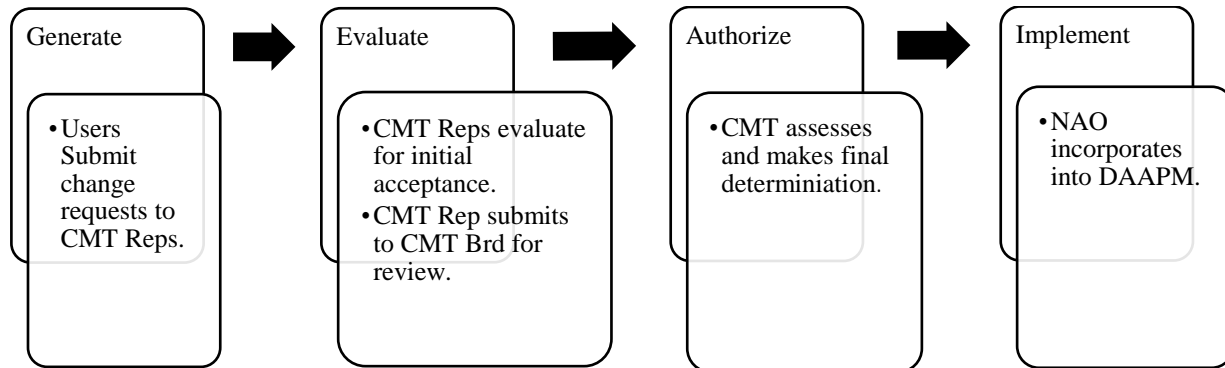 Generate
•Users
Submit
change
requests to
CMT Reps.
Evaluate
•CMT Reps evaluate
for initial
acceptance.
•CMT Rep submits
to CMT Brd for
review.
Authorize
•CMT assesses
and makes final
determiniation.
Implement
•NAO
incorporates
into DAAPM.